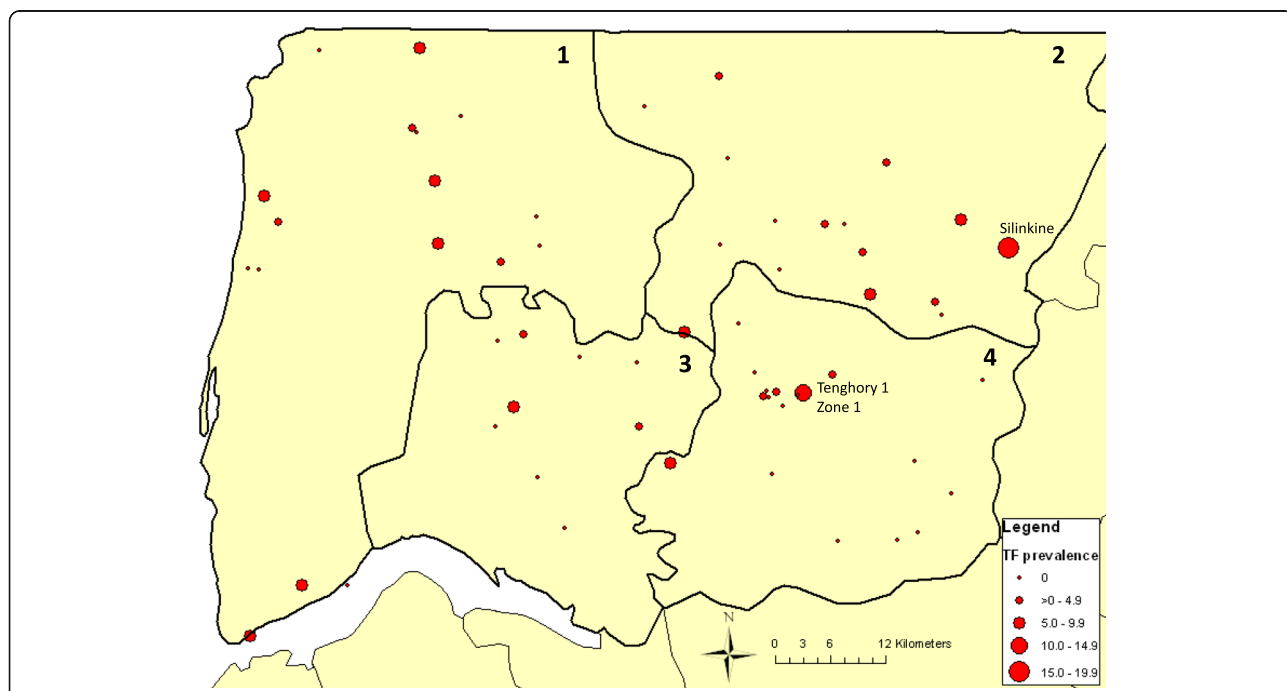 1
2
Silinkine
3
4
Tenghory 1
Zone 1
Legend
TF prevalence
0
>0 - 4.9
5.0 - 9.9
10.0 - 14.9
15.0 - 19.9
N
0 3 6 12 Kilometers